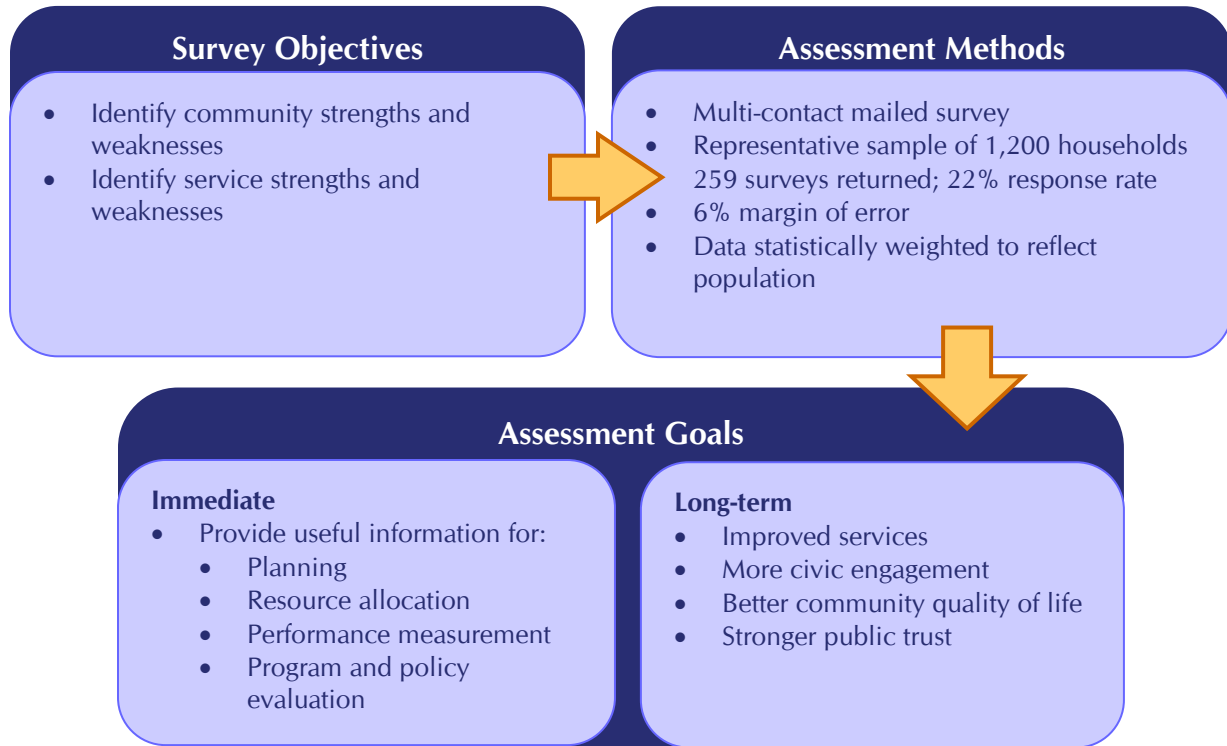 Survey Objectives
• Identify community strengths and
weaknesses
• Identify service strengths and
weaknesses
Assessment Methods
• Multi-contact mailed survey
• Representative sample of 1,200 households
259 surveys returned; 22% response rate
• 6% margin of error
• Data statistically weighted to reflect
population
Assessment Goals
Immediate
• Provide useful information for:
• Planning
• Resource allocation
• Performance measurement
• Program and policy
evaluation
Long-term
• Improved services
• More civic engagement
• Better community quality of life
• Stronger public trust